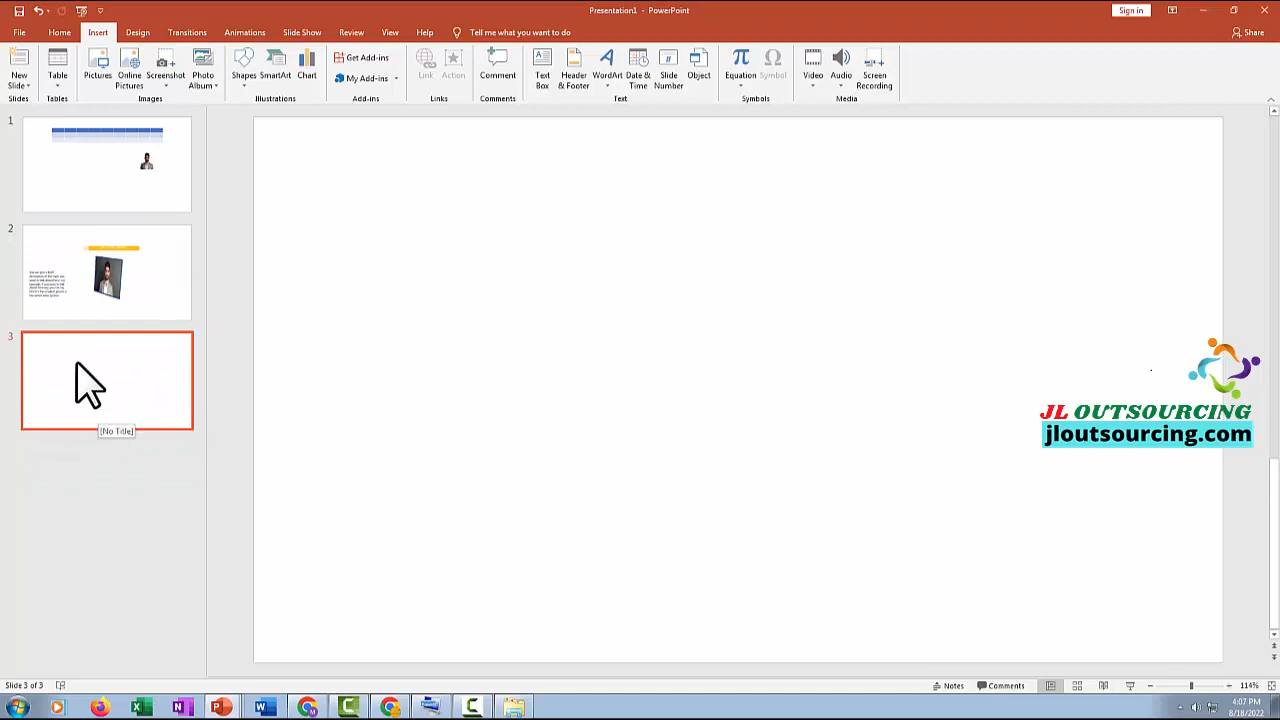 Presentation1 - PowerPoint
Sign in
File
Home
Insert
Design
Transitions
Animations
Slide Show
Review
View
Help
Tell me what you want to do
Share
New Slide
Table
Pictures
Online Pictures
Screenshot
Photo Album
Shapes
SmartArt
Chart
Get Add-ins
My Add-ins
Link
Action
Comment
Text Box
Header & Footer
WordArt
Date & Time
Slide Number
Object
Equation
Symbol
Video
Audio
Screen Recording
Slides
Tables
Images
Illustrations
Add-ins
Links
Comments
Text
Symbols
Media
1
2
3
[No Title]
JL OUTSOURCING
jloutsourcing.com
Slide 3 of 3
Notes
Comments
114%
4:07 PM
8/18/2022